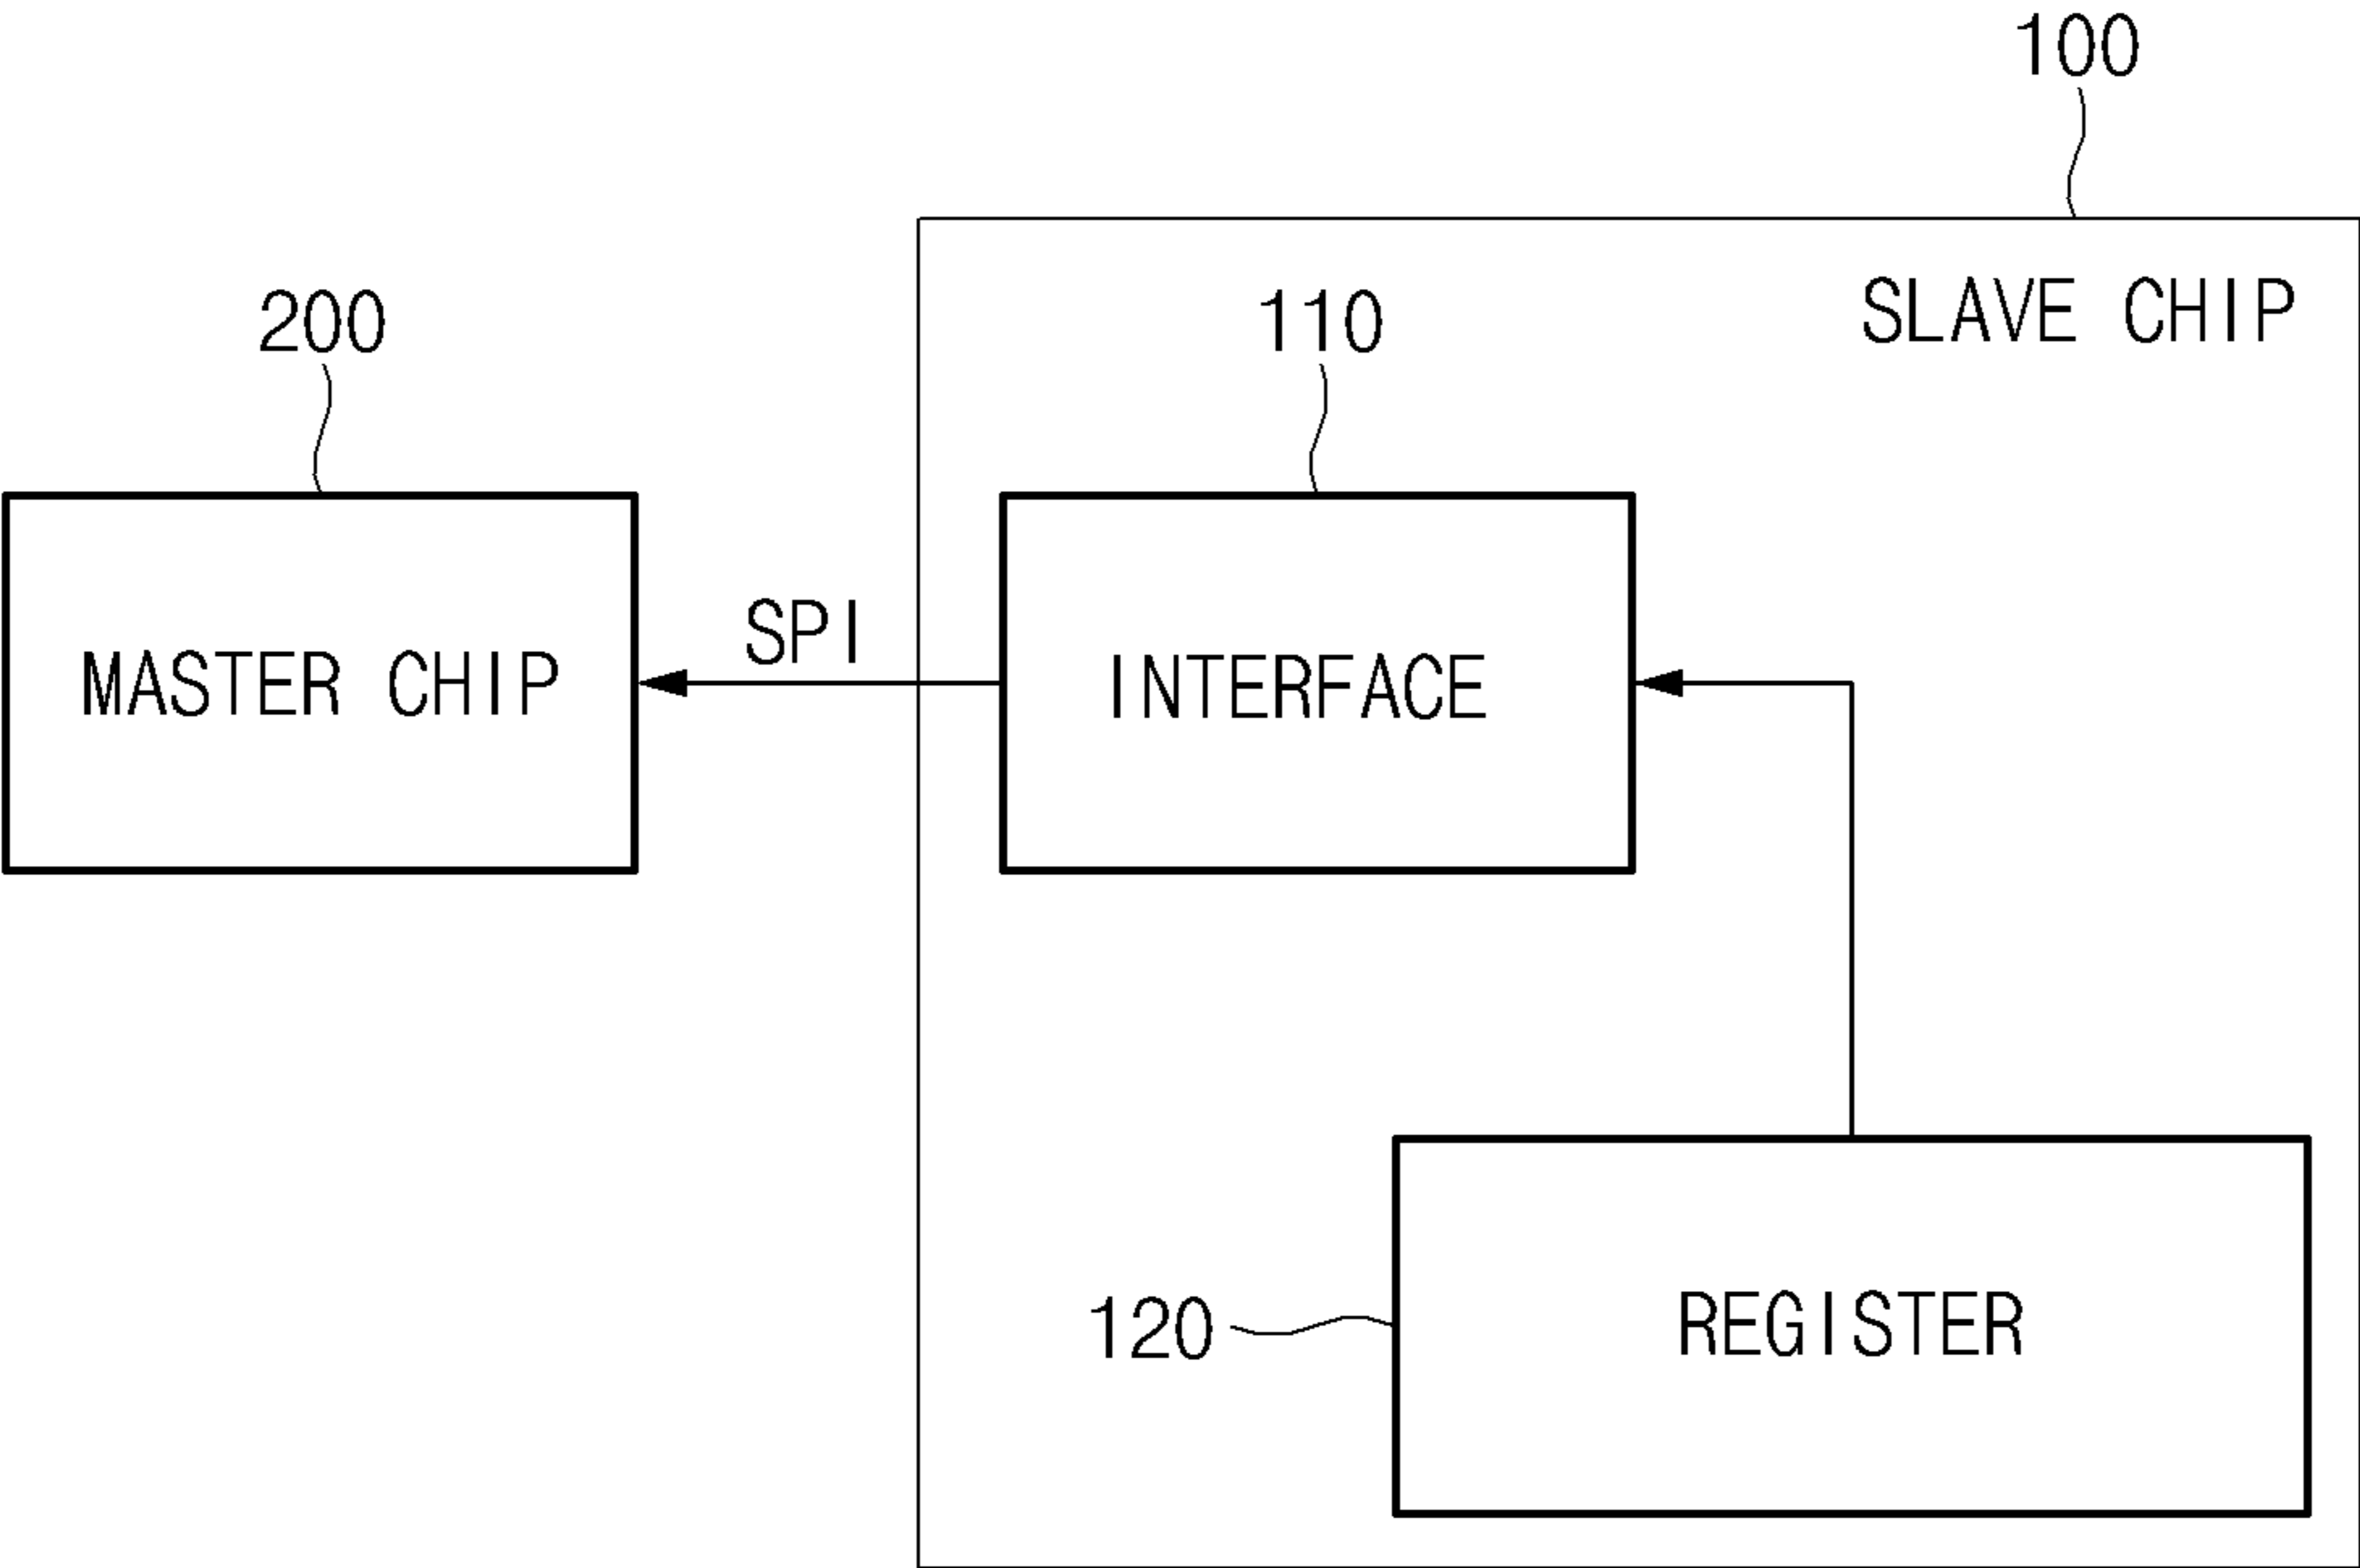 100
SLAVE CHIP
200
110
SPI
MASTER CHIP
INTERFACE
120
REGISTER